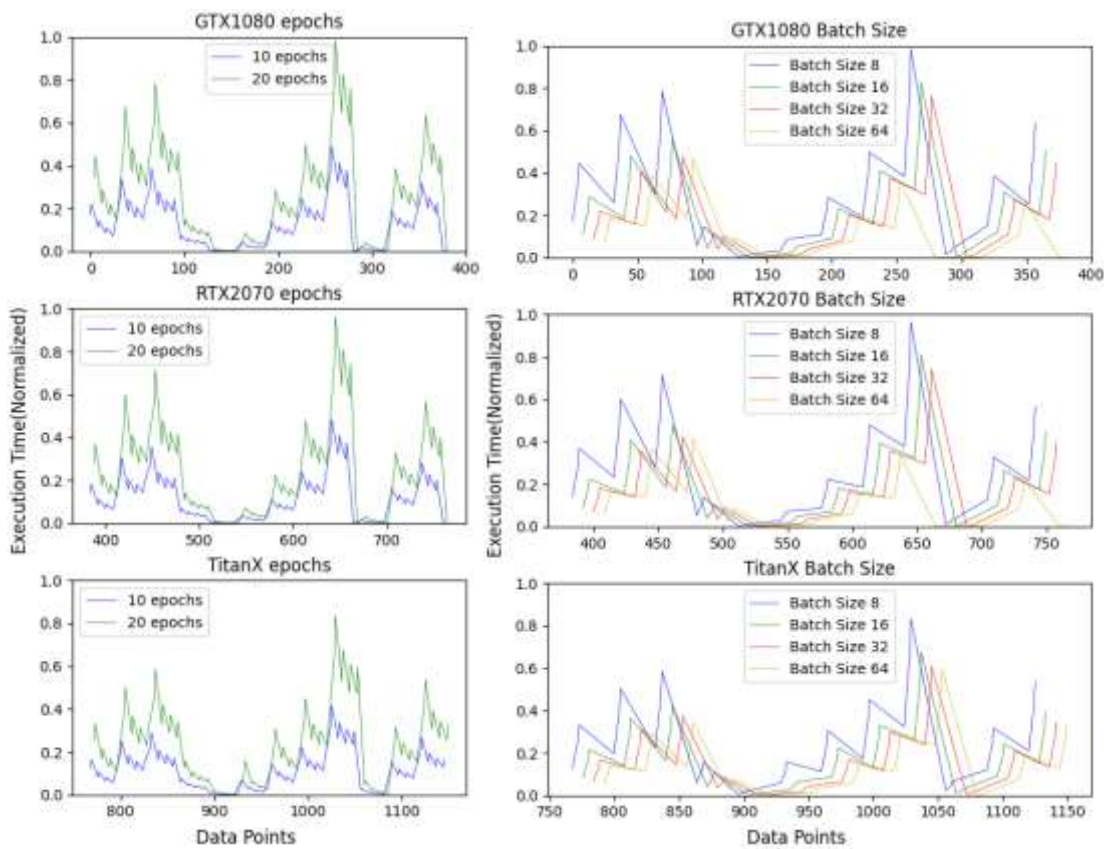 GTX1080 epochs
1.0
0.8
0.6
0.4
0.2
0.0
10 epochs
20 epochs
0 100 200 300 400
GTX1080 Batch Size
1.0
0.8
0.6
0.4
0.2
0.0
Batch Size 8
Batch Size 16
Batch Size 32
Batch Size 64
0 50 100 150 200 250 300 350 400
Execution Time(Normalized)
RTX2070 epochs
1.0
0.8
0.6
0.4
0.2
0.0
10 epochs
20 epochs
400 500 600 700
Execution Time(Normalized)
RTX2070 Batch Size
1.0
0.8
0.6
0.4
0.2
0.0
Batch Size 8
Batch Size 16
Batch Size 32
Batch Size 64
400 450 500 550 600 650 700 750
TitanX epochs
1.0
0.8
0.6
0.4
0.2
0.0
10 epochs
20 epochs
800 900 1000 1100
Data Points
TitanX Batch Size
1.0
0.8
0.6
0.4
0.2
0.0
Batch Size 8
Batch Size 16
Batch Size 32
Batch Size 64
750 800 850 900 950 1000 1050 1100 1150
Data Points